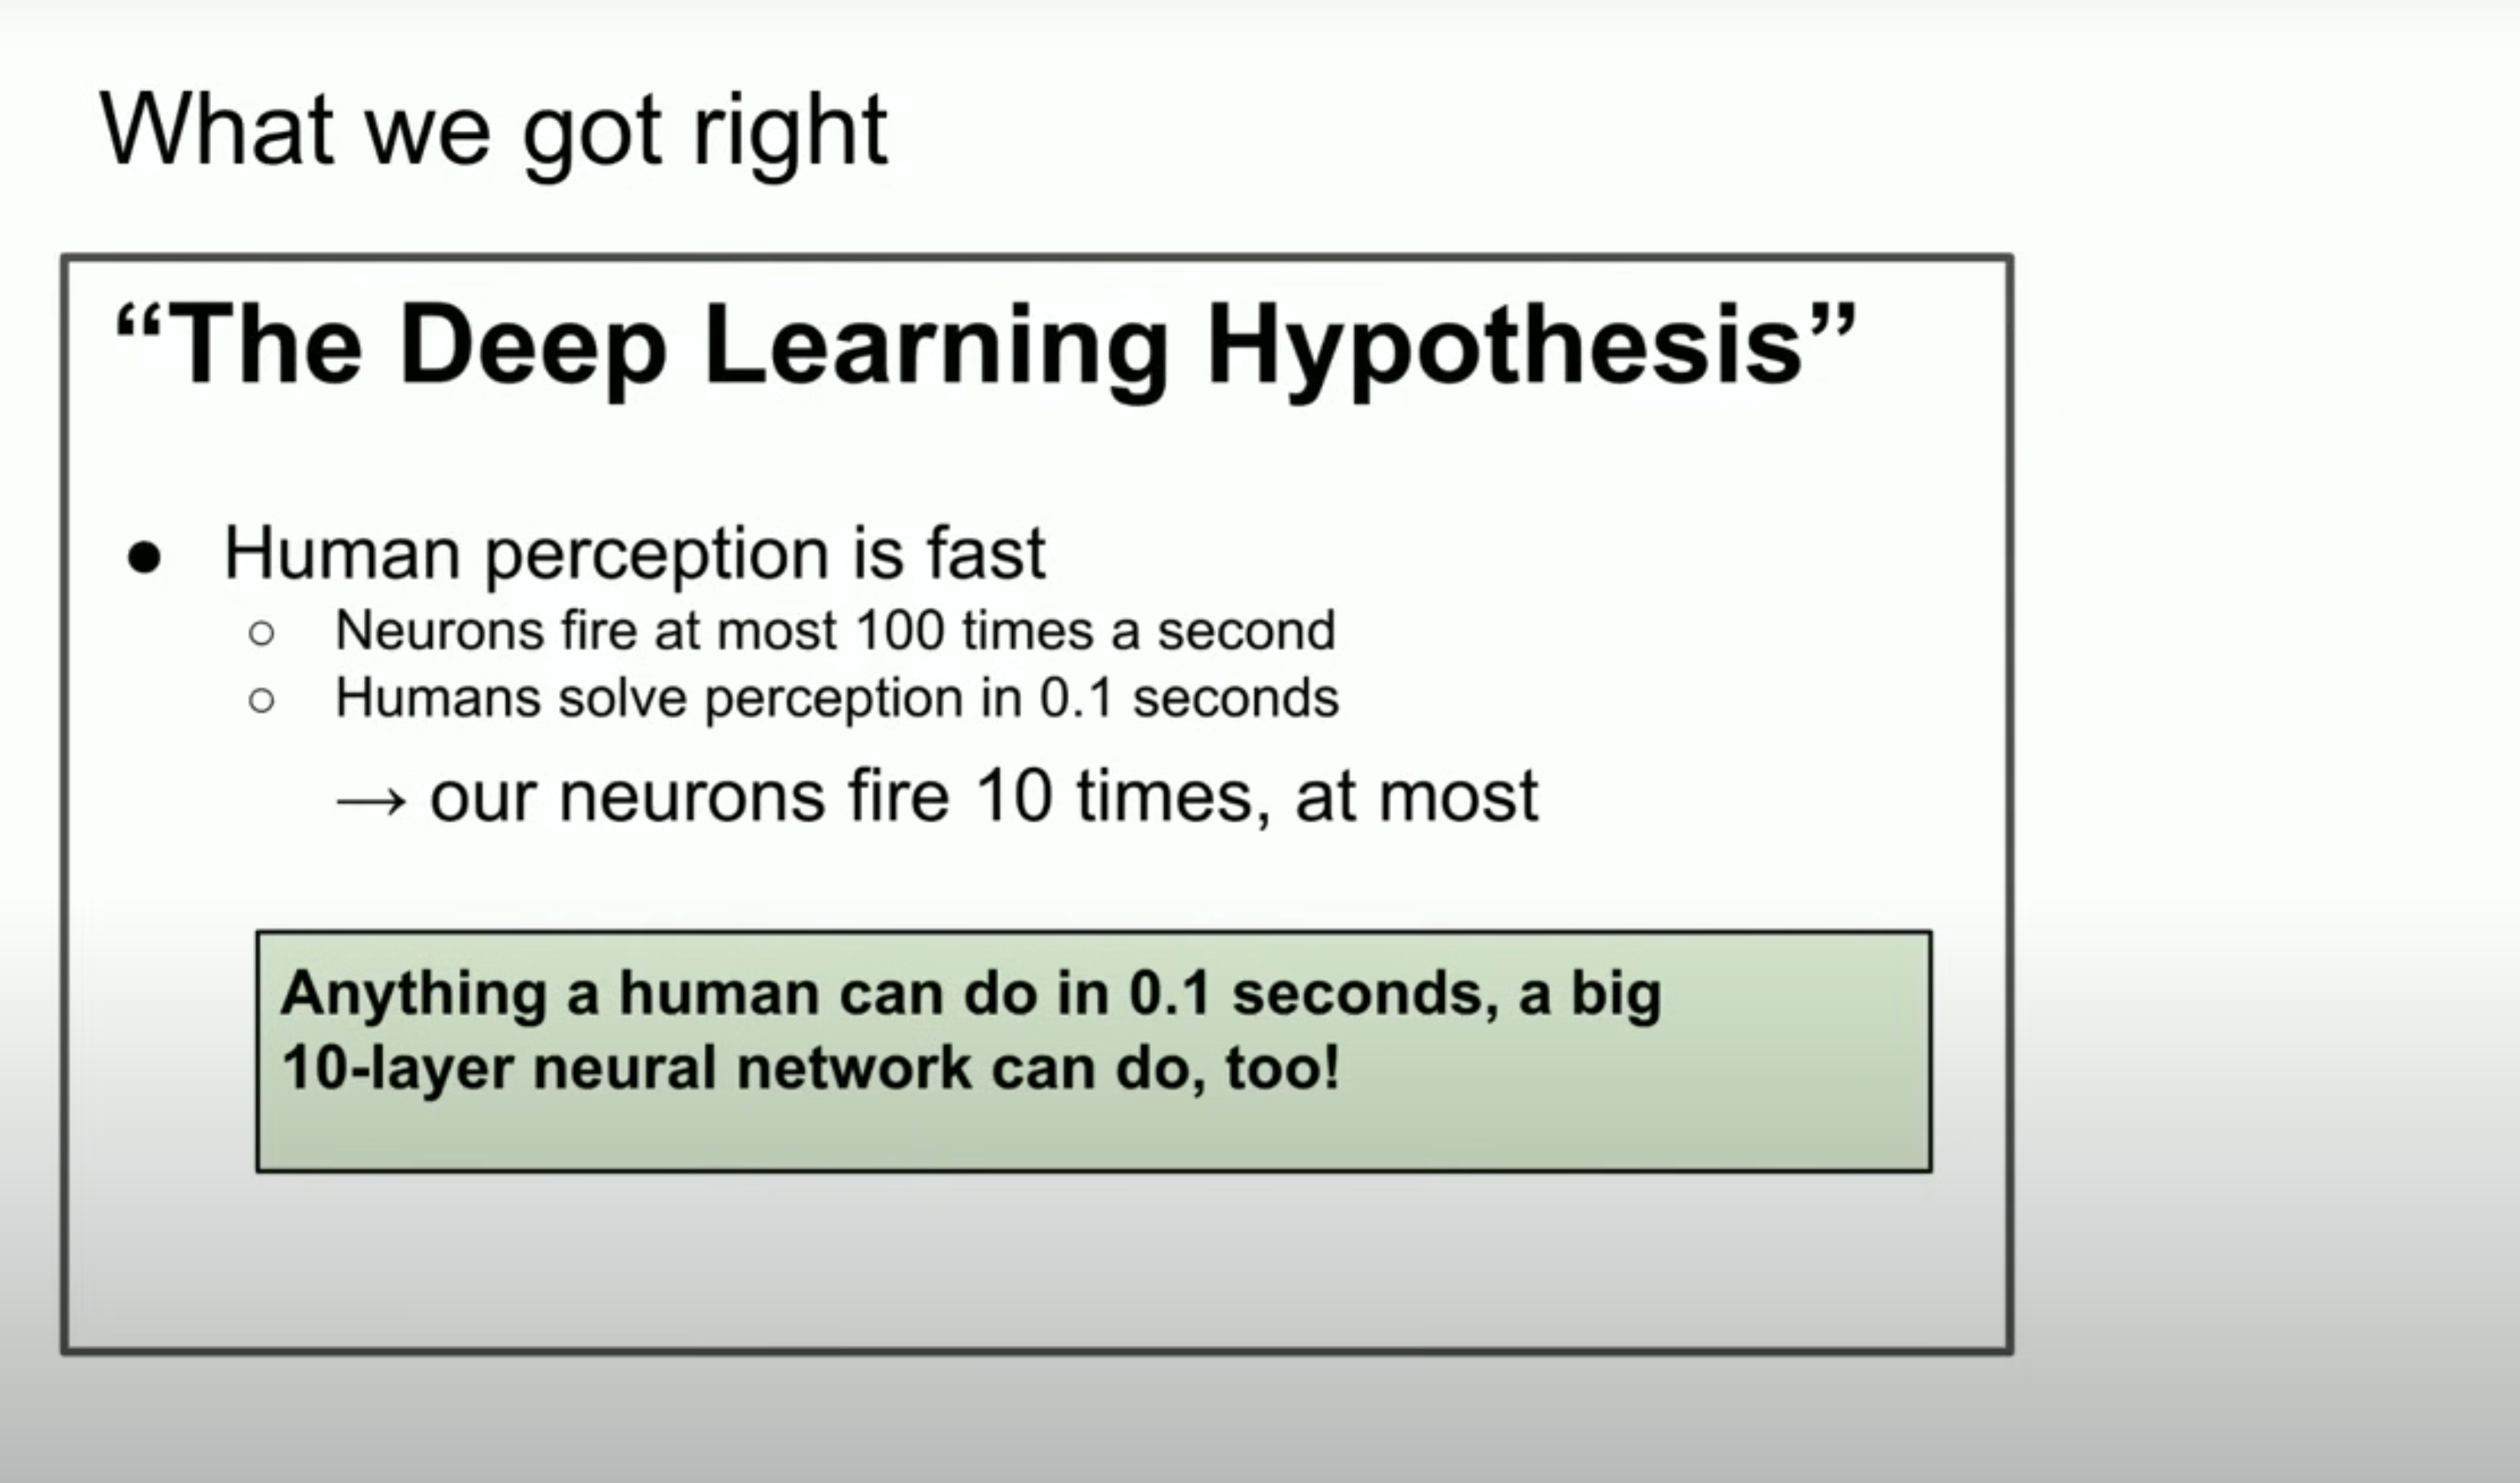 What we got right
“The Deep Learning Hypothesis”
● Human perception is fast
○ Neurons fire at most 100 times a second
○ Humans solve perception in 0.1 seconds
→ our neurons fire 10 times, at most
Anything a human can do in 0.1 seconds, a big
10-layer neural network can do, too!